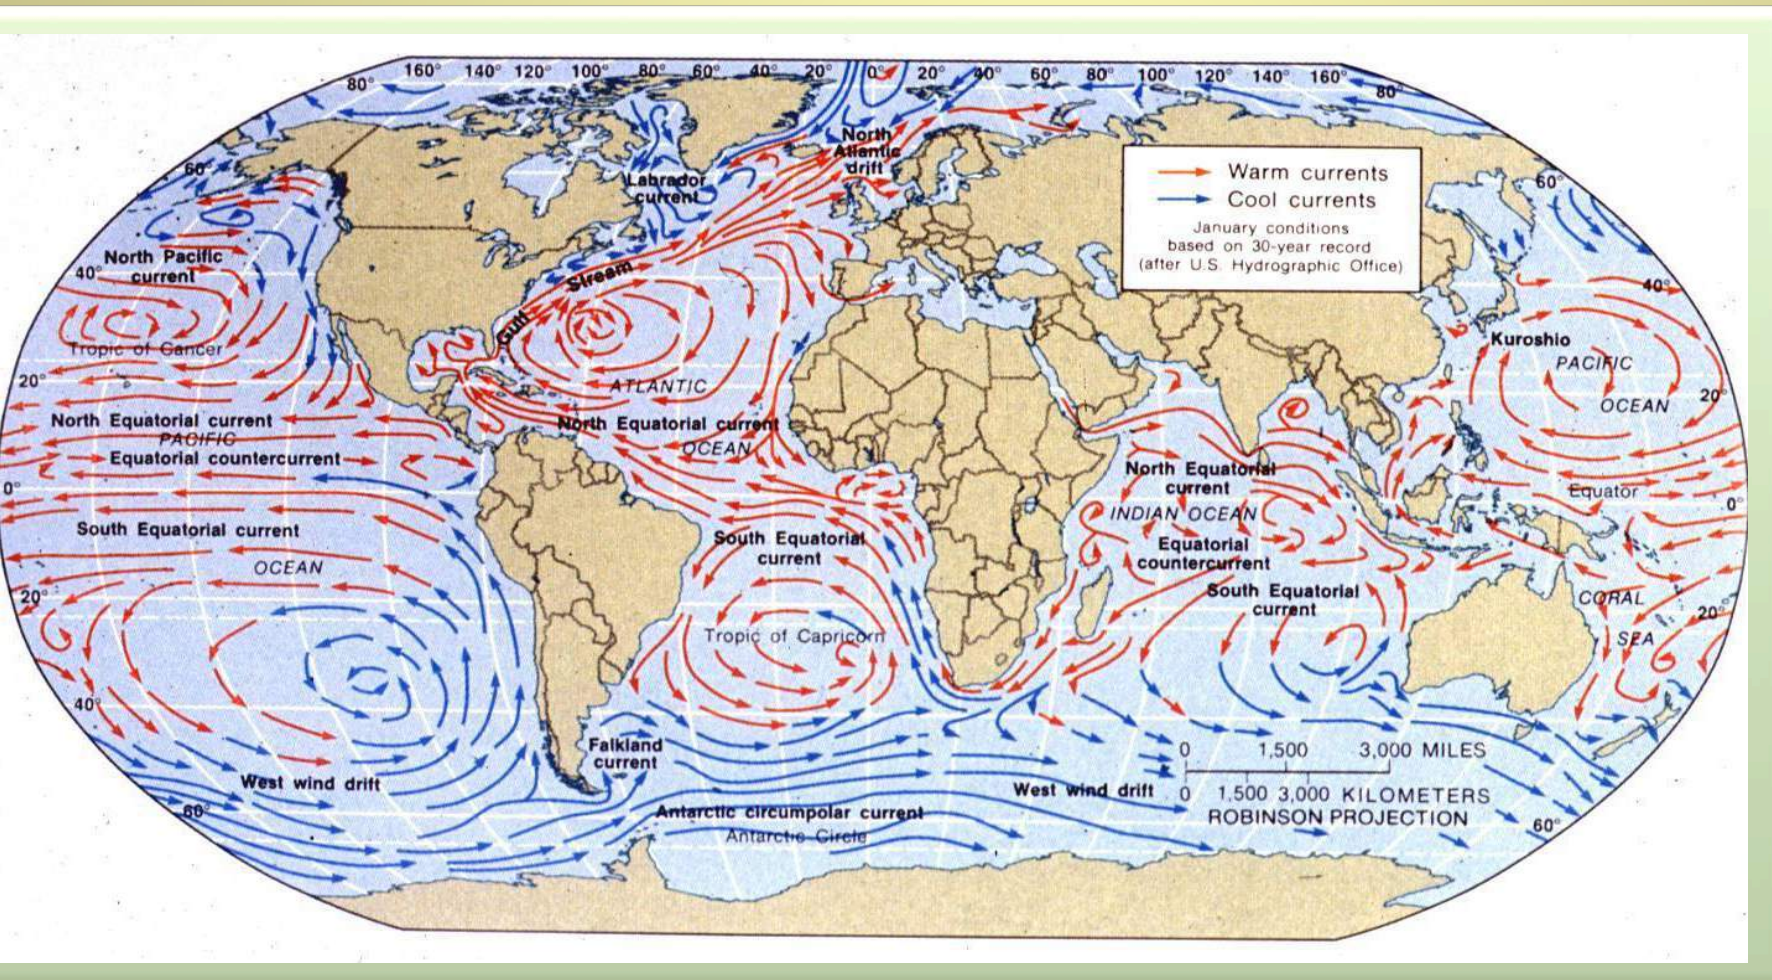 160° 140° 120° 100° 80° 60° 40° 20° 0° 20° 40° 60° 80° 100° 120° 140° 160°
80°
80°
North
Atlantic
drift
60°
Labrador
current
Warm currents
Cool currents
January conditions
based on 30-year record
(after U.S. Hydrographic Office)
60°
North Pacific
current
40°
Gulf Stream
40°
Kuroshio
Tropic of Cancer
PACIFIC
OCEAN
20°
ATLANTIC
OCEAN
20°
North Equatorial current
PACIFIC
Equatorial countercurrent
North Equatorial current
North Equatorial
current
Equator
0°
0°
INDIAN OCEAN
South Equatorial current
OCEAN
South Equatorial
current
Equatorial
countercurrent
South Equatorial
current
20°
CORAL
SEA
20°
Tropic of Capricorn
40°
Falkland
current
0 1,500 3,000 MILES
0 1,500 3,000 KILOMETERS
ROBINSON PROJECTION
West wind drift
West wind drift
60°
Antarctic circumpolar current
Antarctic Circle
60°